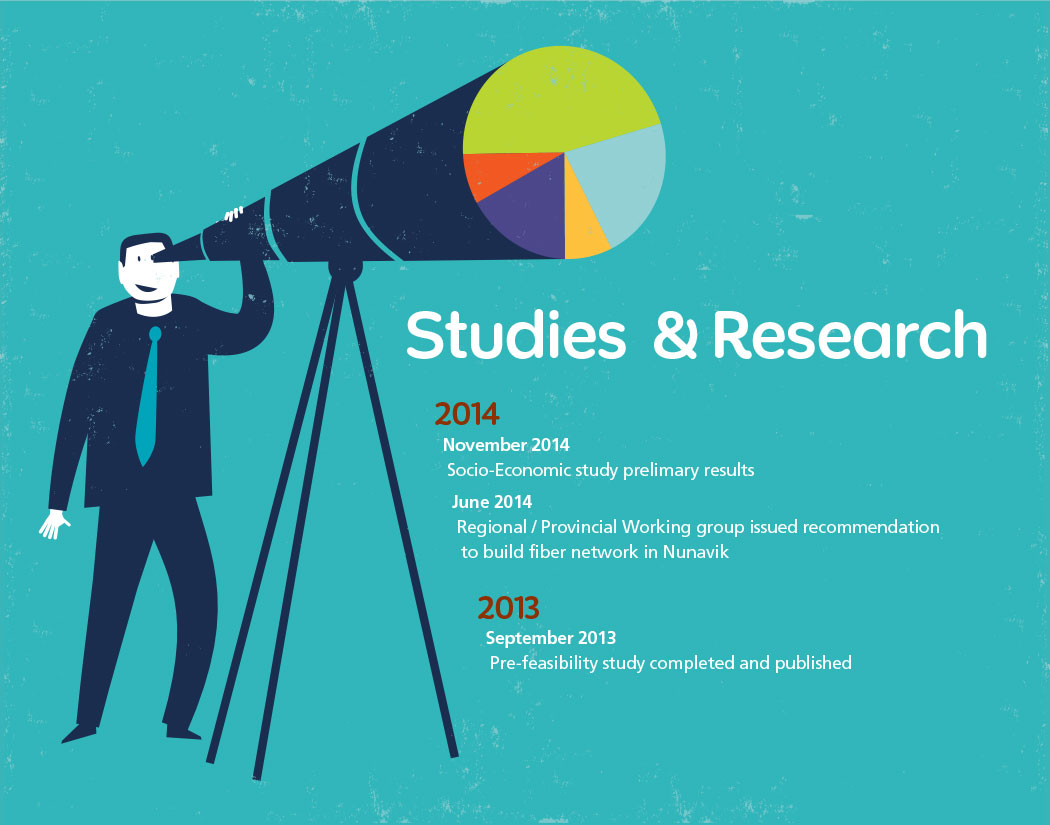 Studies & Research
2014
November 2014
Socio-Economic study prelimary results
June 2014
Regional / Provincial Working group issued recommendation
to build fiber network in Nunavik
2013
September 2013
Pre-feasibility study completed and published